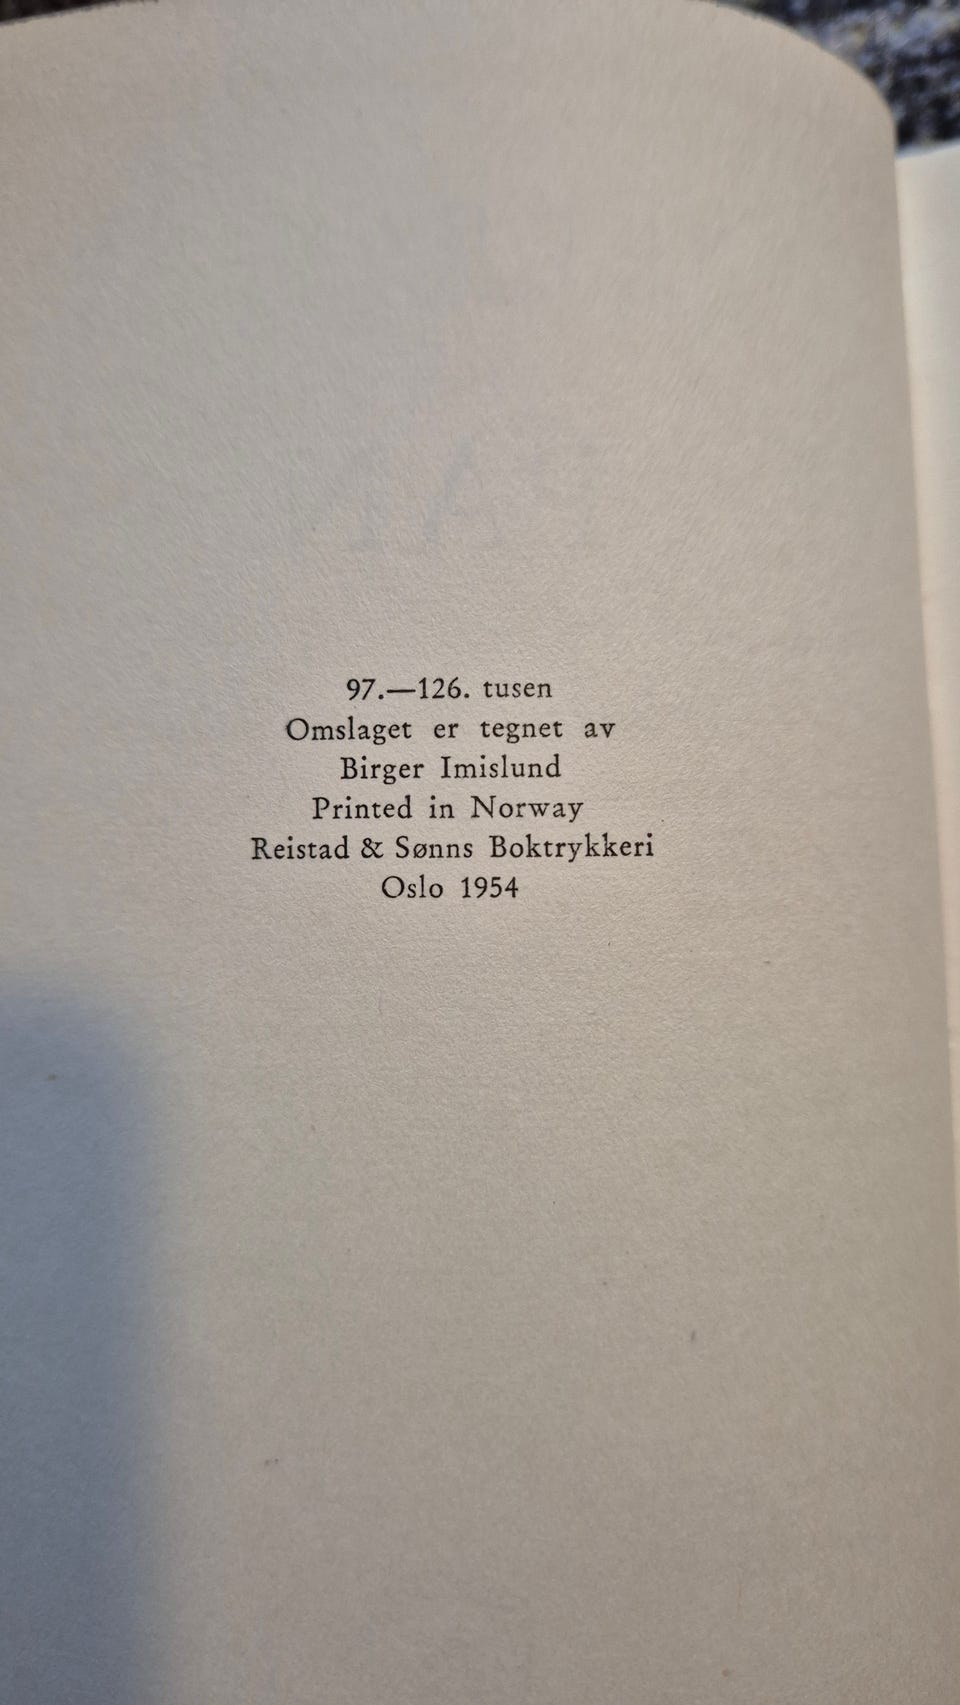 97.—126. tusen
Omslaget er tegnet av
Birger Imislund
Printed in Norway
Reistad & Sønns Boktrykkeri
Oslo 1954